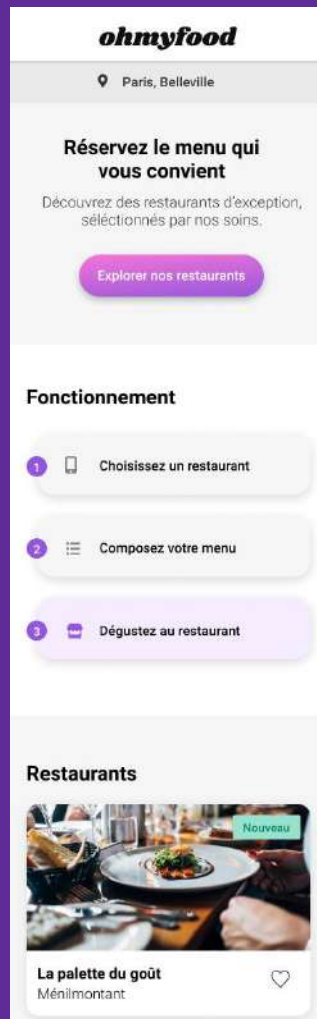 ohmyfood
Paris, Belleville
Réservez le menu qui
vous convient
Découvrez des restaurants d'exception,
séléctionnés par nos soins.
Explorer nos restaurants
Fonctionnement
1 Choisissez un restaurant
2 Composez votre menu
3 Dégustez au restaurant
Restaurants
Nouveau
La palette du goût
Ménilmontant